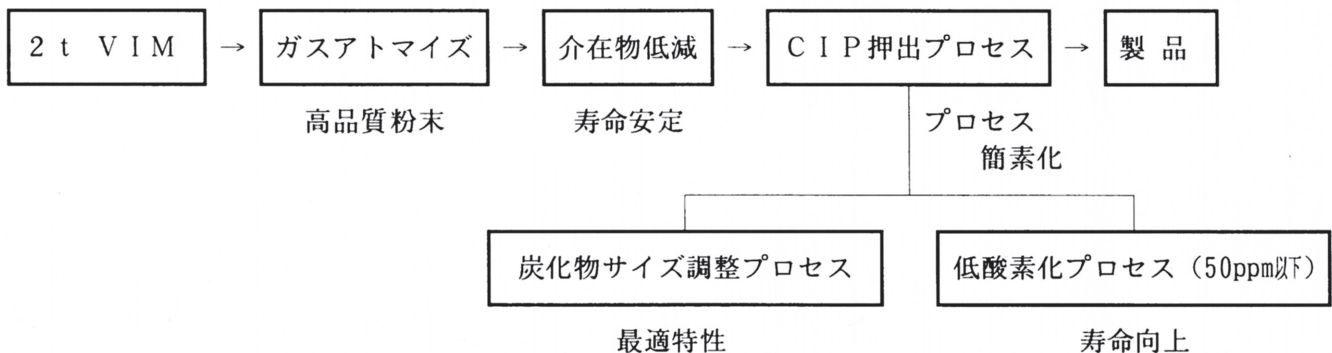 ２ｔ ＶＩＭ → ガスアトマイズ → 介在物低減 → ＣＩＰ押出プロセス → 製品
高品質粉末 寿命安定 プロセス
簡素化
炭化物サイズ調整プロセス 低酸素化プロセス（50ppm以下）
最適特性 寿命向上